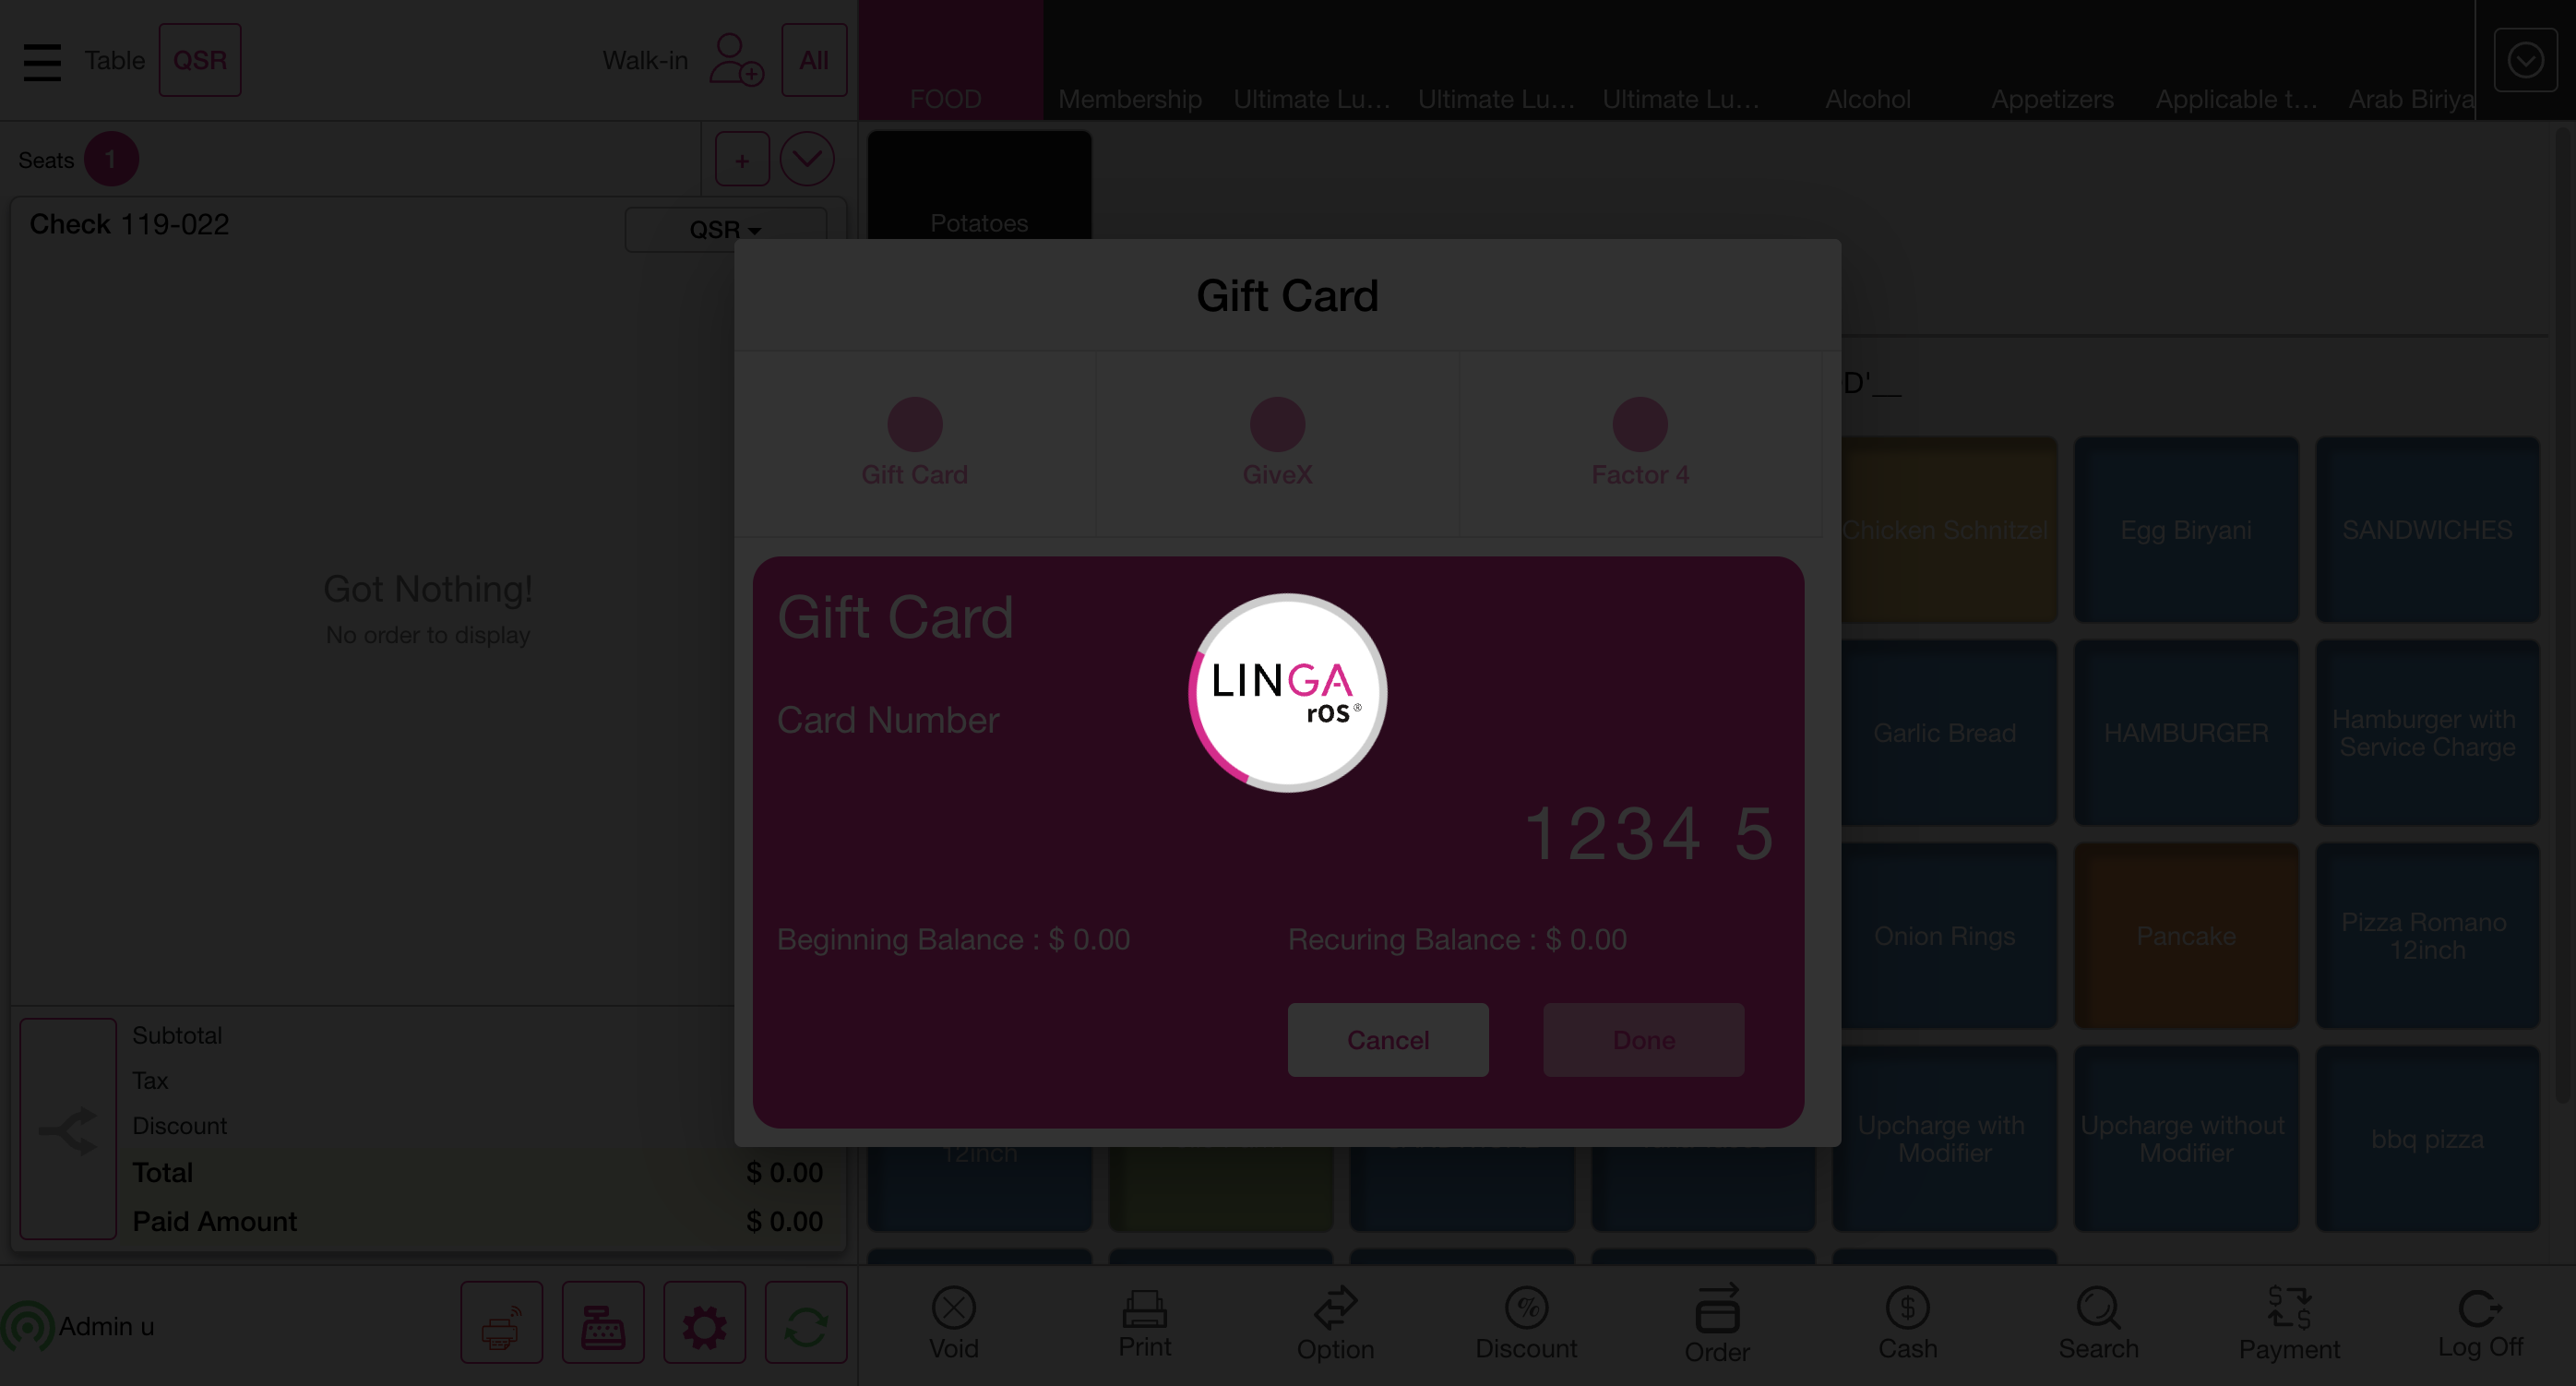 Table QSR Walk-in All
FOOD Membership Ultimate Lu... Ultimate Lu... Ultimate Lu... Alcohol Appetizers Applicable t... Arab Biriya
Seats 1 +
Check 119-022 QSR
Potatoes
Got Nothing!
No order to display
Subtotal
Tax
Discount
Total $ 0.00
Paid Amount $ 0.00
Admin u
Gift Card
Gift Card GiveX Factor 4
Gift Card
Card Number
LINGA
rOS®
1234 5
Beginning Balance : $ 0.00 Recuring Balance : $ 0.00
Cancel Done
D'__
Chicken Schnitzel Egg Biryani SANDWICHES
Garlic Bread HAMBURGER Hamburger with
Service Charge
Onion Rings Pancake Pizza Romano
12inch
12inch
Upcharge with
Modifier
Upcharge without
Modifier
bbq pizza
Void Print Option Discount Order Cash Search Payment Log Off